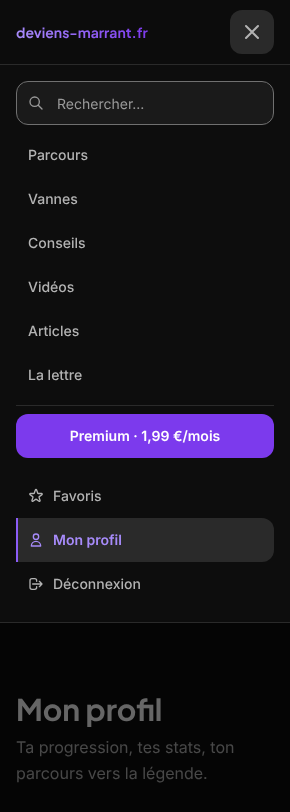 deviens-marrant.fr
Rechercher...
Parcours
Vannes
Conseils
Vidéos
Articles
La lettre
Premium · 1,99 €/mois
Favoris
Mon profil
Déconnexion
Mon profil
Ta progression, tes stats, ton
parcours vers la légende.